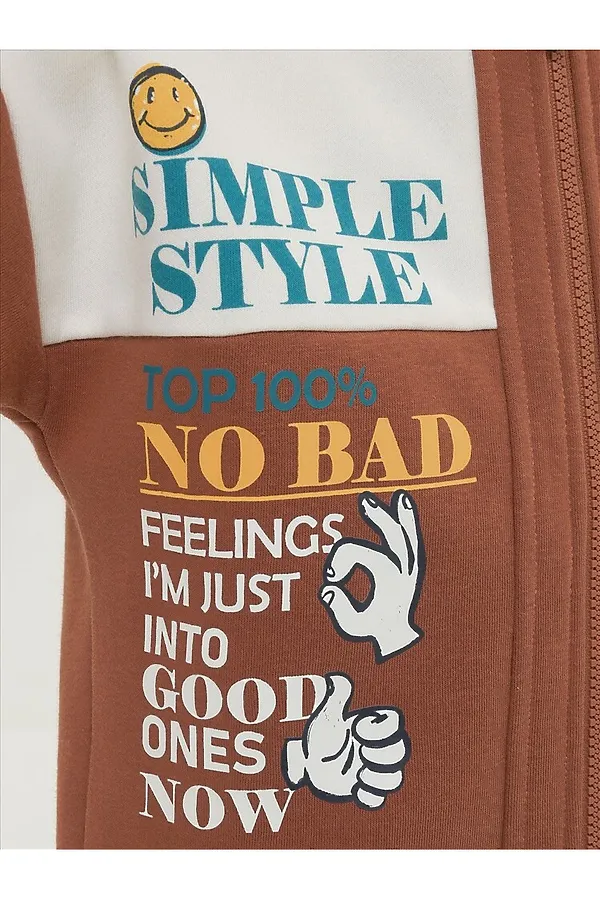 SIMPLE
STYLE
TOP 100%
NO BAD
FEELINGS
I'M JUST
INTO
GOOD
ONES
NOW